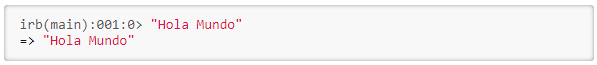 irb(main):001:0> "Hola Mundo"
=> "Hola Mundo"